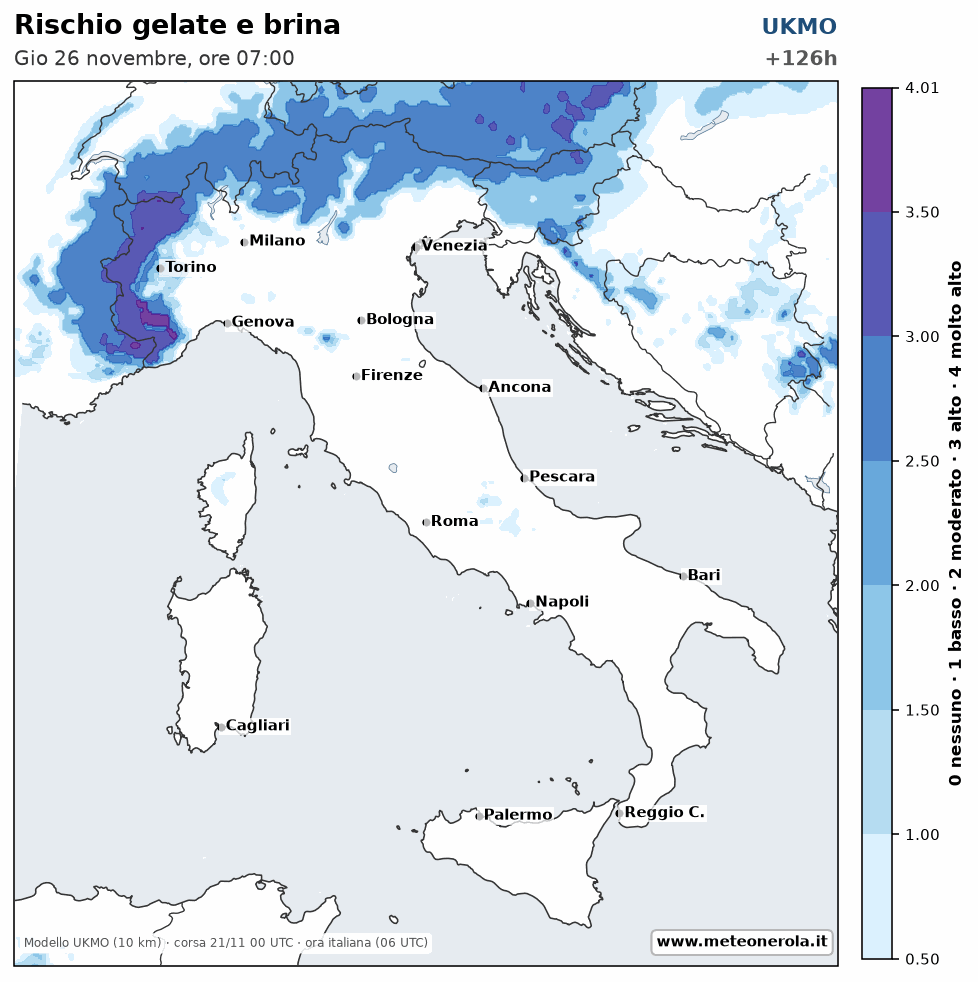 Rischio gelate e brina
UKMO
Gio 26 novembre, ore 07:00
+126h
4.01
3.50
3.00
2.50
2.00
1.50
1.00
0.50
0 nessuno · 1 basso · 2 moderato · 3 alto · 4 molto alto
Milano
Venezia
Torino
Genova
Bologna
Firenze
Ancona
Pescara
Roma
Bari
Napoli
Cagliari
Palermo
Reggio C.
Modello UKMO (10 km) · corsa 21/11 00 UTC · ora italiana (06 UTC)
www.meteonerola.it